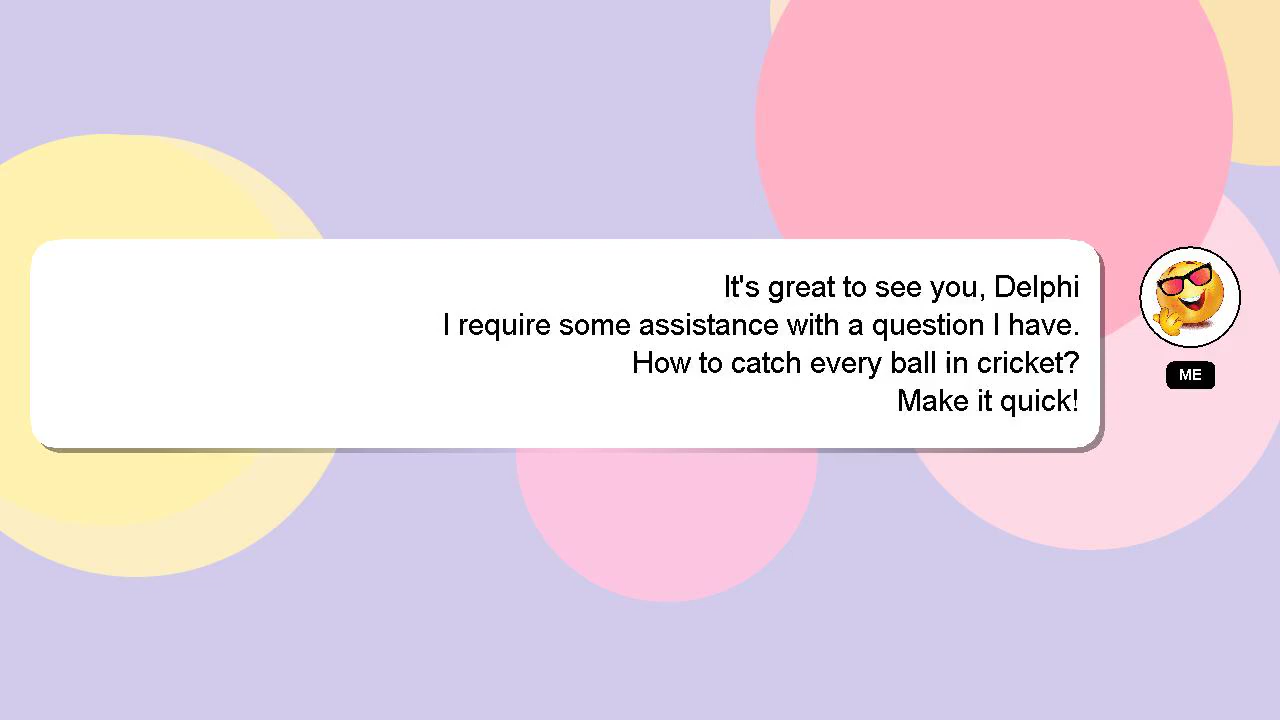 It's great to see you, Delphi
I require some assistance with a question I have.
How to catch every ball in cricket?
Make it quick!
ME